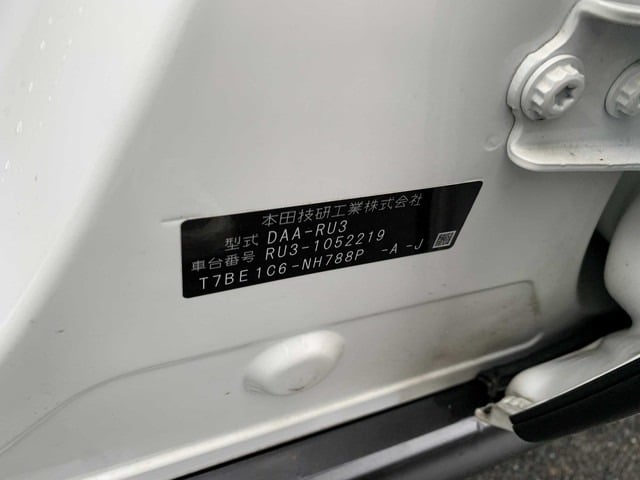 本田技研工業株式会社
型式 DAA-RU3
車台番号 RU3-1052219
T7BE1C6-NH788P -A-J